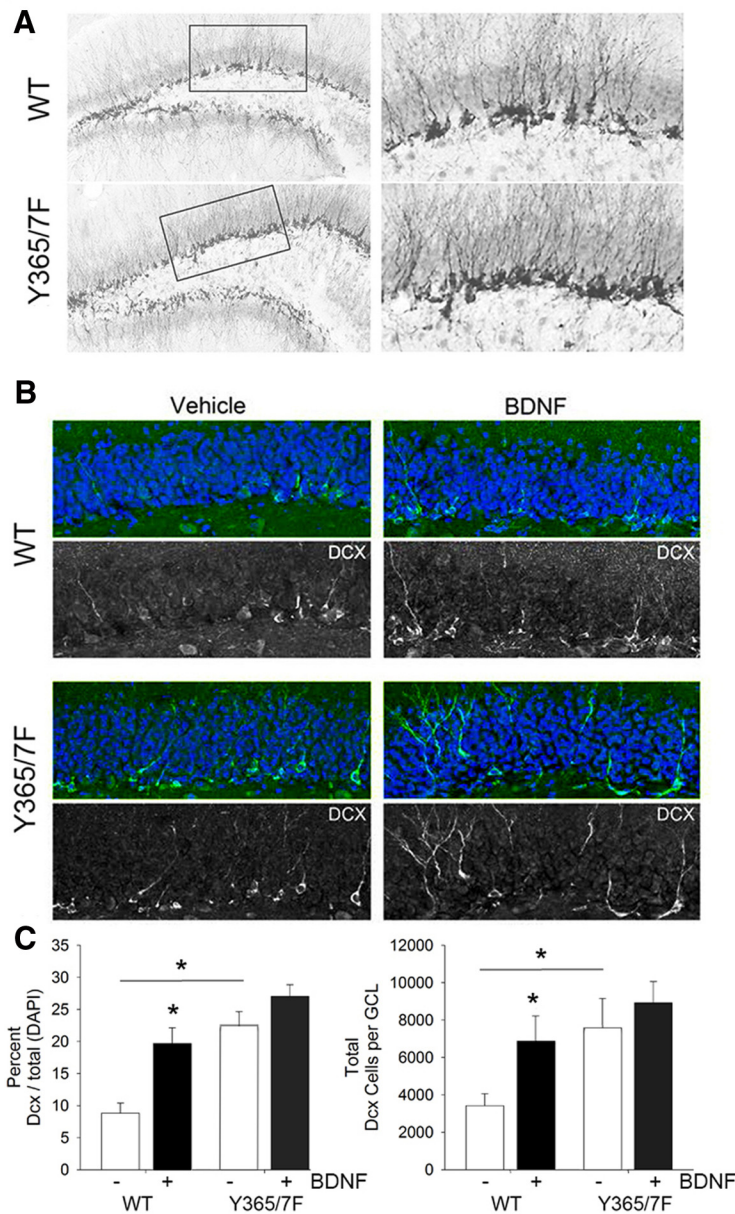 A
WT
Y365/7F
B
Vehicle
BDNF
WT
DCX
DCX
Y365/7F
DCX
DCX
C
35
30
25
20
15
10
5
0
Percent
Dcx / total (DAPI)
*
*
-
+
-
+
BDNF
WT
Y365/7F
12000
10000
8000
6000
4000
2000
0
Total
Dcx Cells per GCL
*
*
-
+
-
+
BDNF
WT
Y365/7F